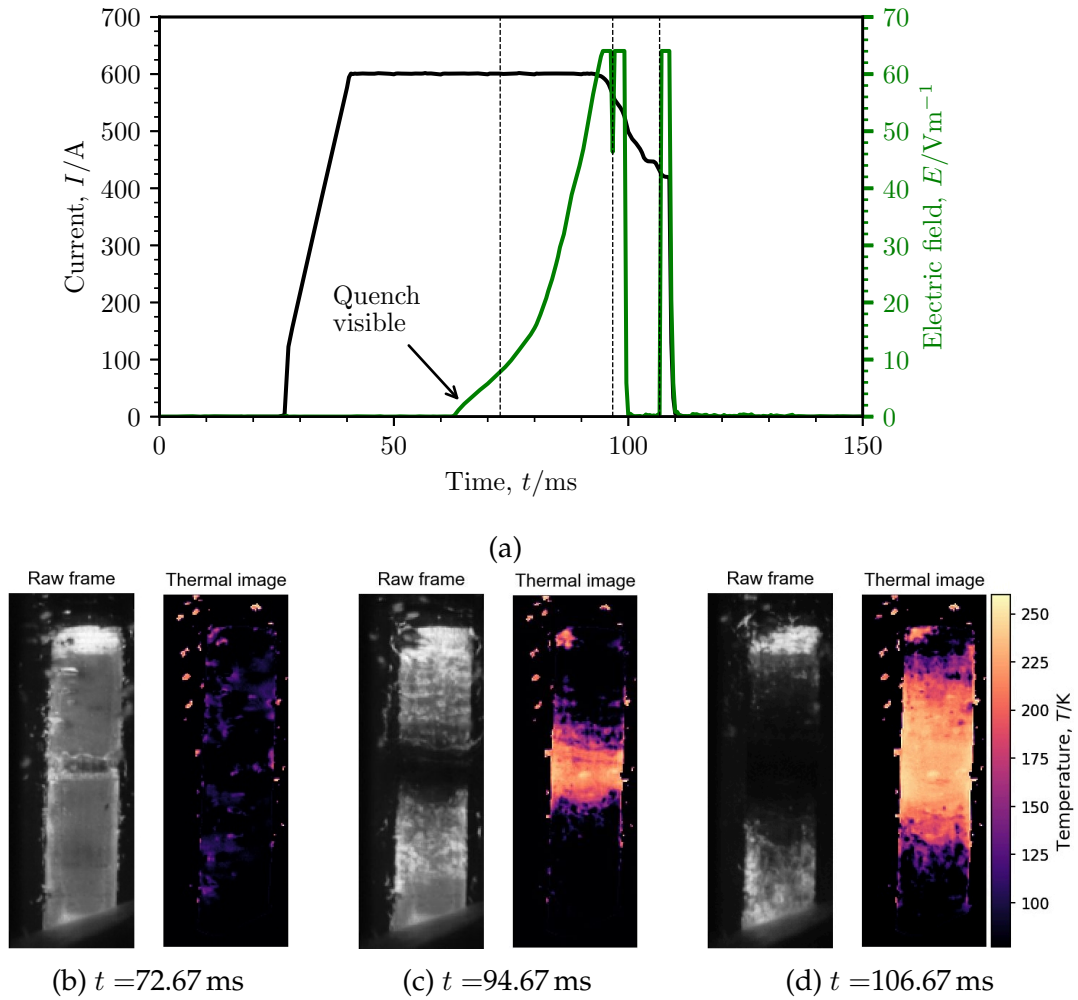 700
600
500
400
300
200
100
0
Current, I/A
70
60
50
40
30
20
10
0
Electric field, E/Vm⁻¹
Quench
visible
0 50 100 150
Time, t/ms
(a)
Raw frame Thermal image Raw frame Thermal image Raw frame Thermal image
250
225
200
175
150
125
100
Temperature, T/K
(b) t =72.67 ms (c) t =94.67 ms (d) t =106.67 ms